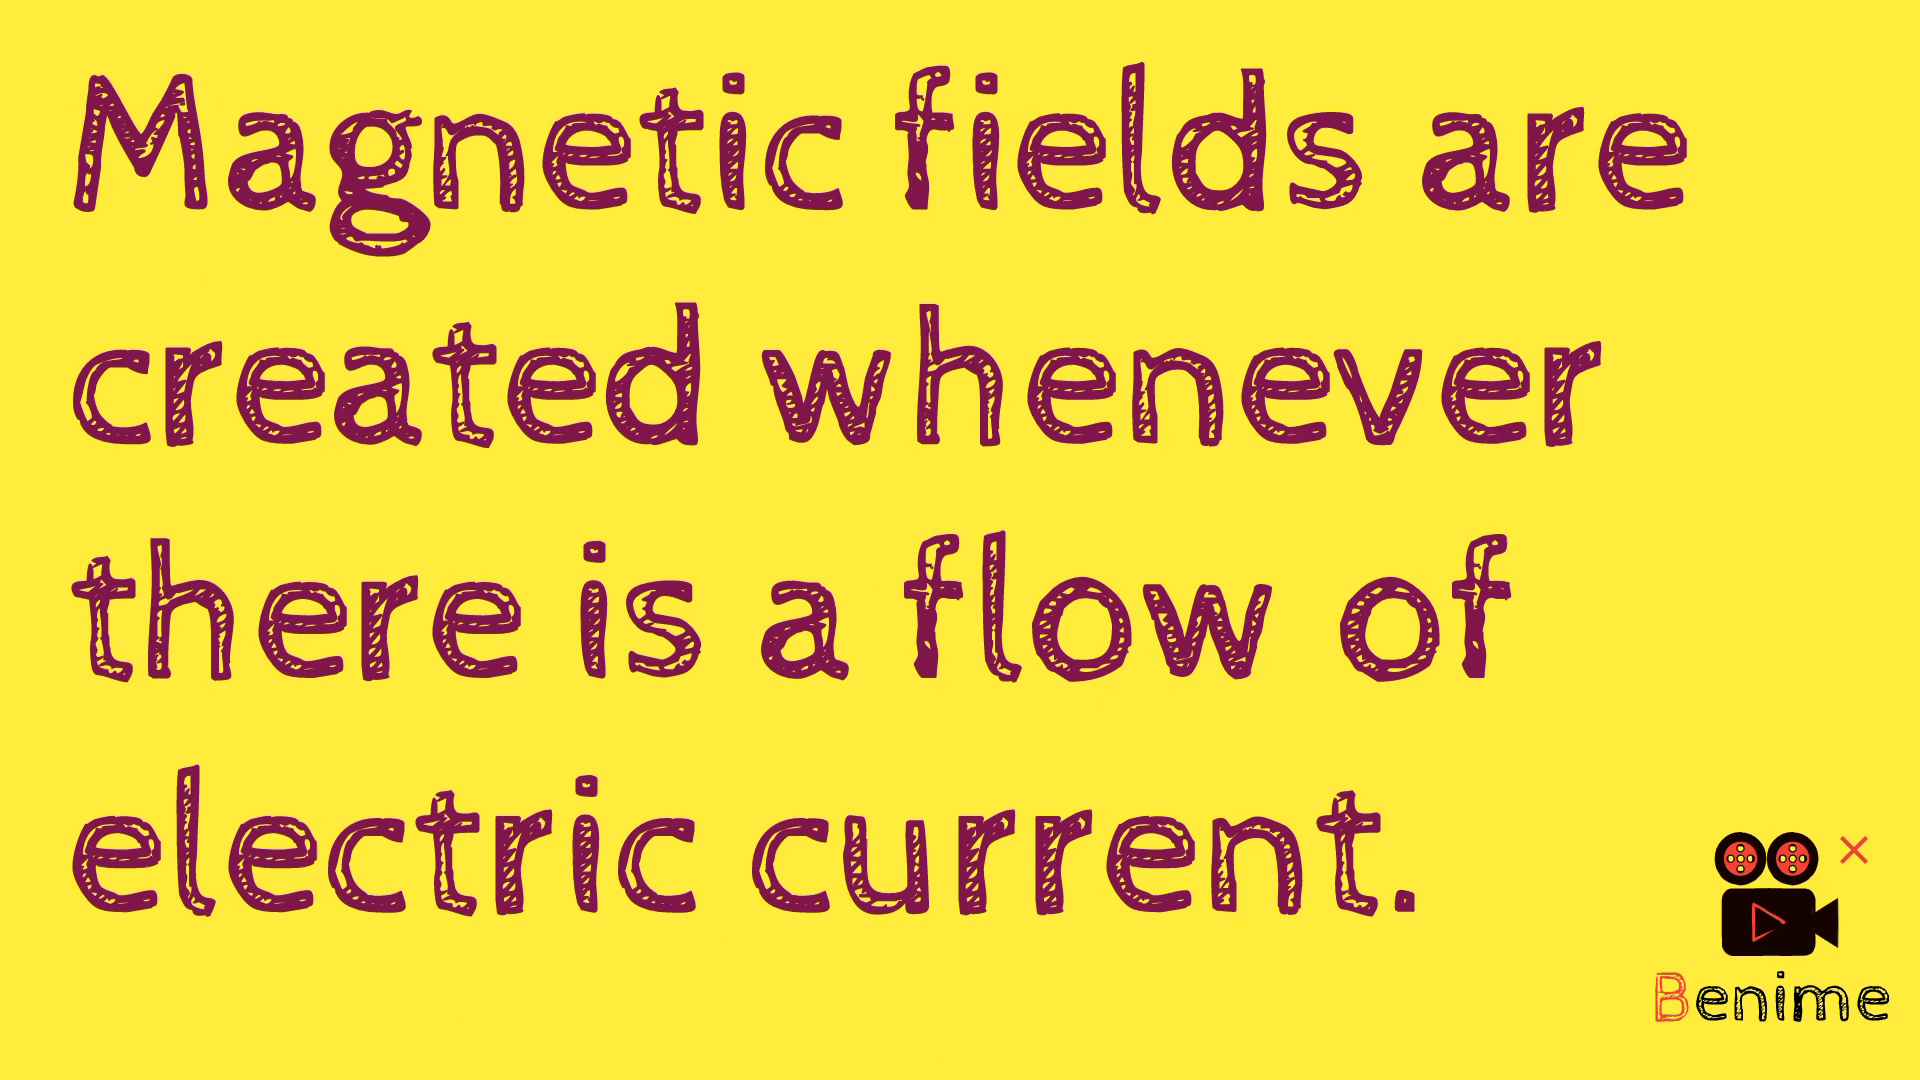 Magnetic fields are
created whenever
there is a flow of
electric current.
Benime